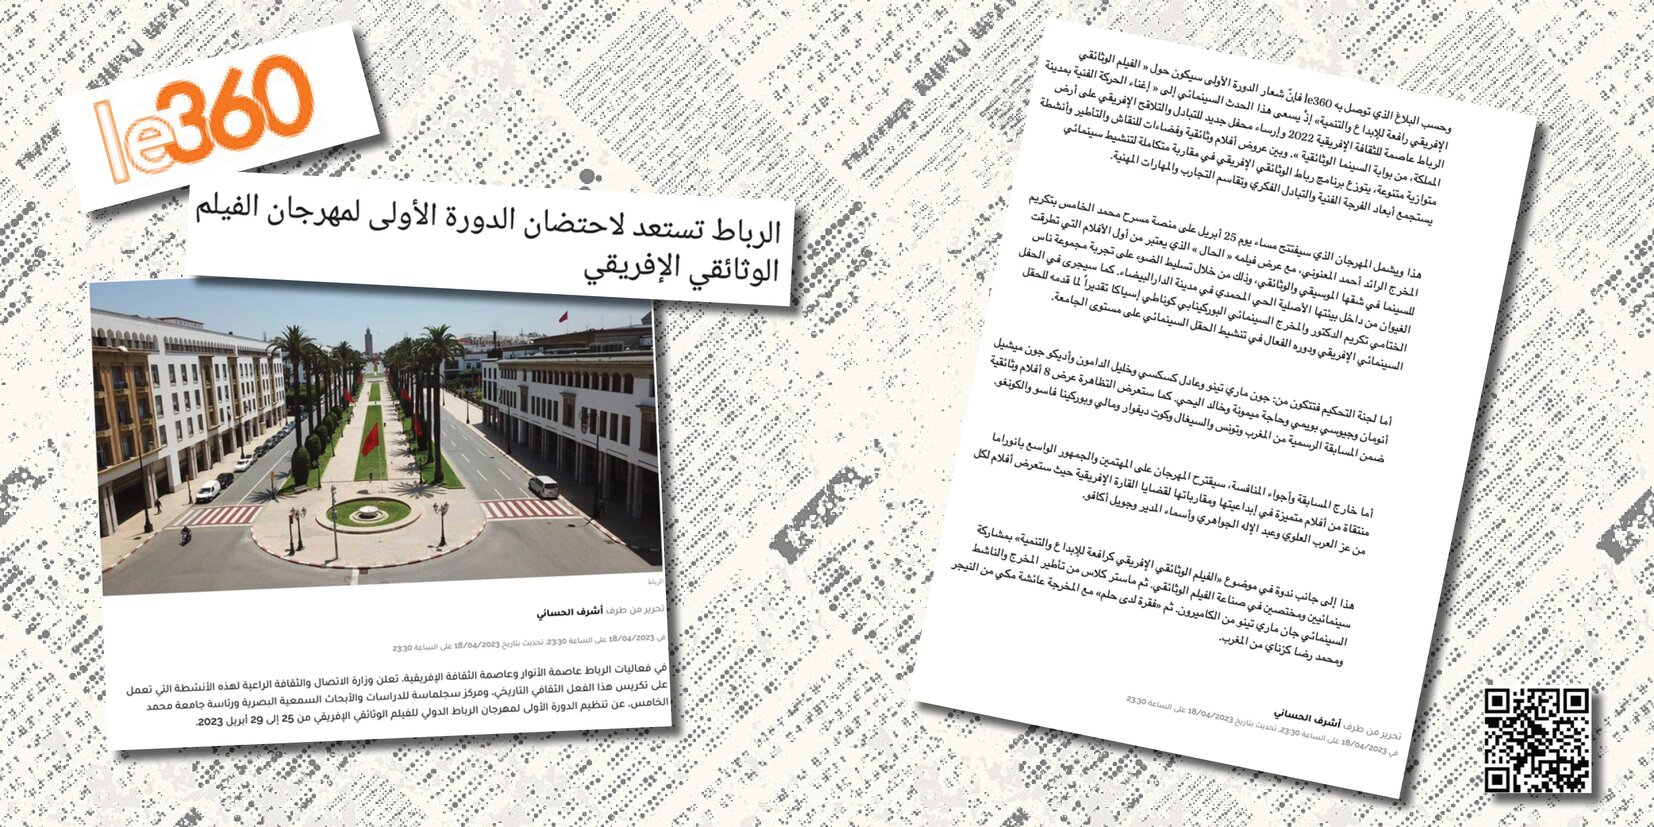 le360
الرباط تستعد لاحتضان الدورة الأولى لمهرجان الفيلم
الوثائقي الإفريقي
الرباط
تحرير من طرف أشرف الحساني
في 18/04/2023 على الساعة 23:30, تحديث بتاريخ 18/04/2023 على الساعة 23:30
في فعاليات الرباط عاصمة الأنوار وعاصمة الثقافة الإفريقية، تعلن وزارة الاتصال والثقافة الراعية لهذه الأنشطة التي تعمل
على تكريس هذا الفعل الثقافي التاريخي، ومركز سجلماسة للدراسات والأبحاث السمعية البصرية ورئاسة جامعة محمد
الخامس، عن تنظيم الدورة الأولى لمهرجان الرباط الدولي للفيلم الوثائقي الإفريقي من 25 إلى 29 أبريل 2023.
وحسب البلاغ الذي توصل به le360 فإنّ شعار الدورة الأولى سيكون حول « الفيلم الوثائقي
الإفريقي رافعة للإبداع والتنمية» إذْ يسعى هذا الحدث السينمائي إلى « إغناء الحركة الفنية بمدينة
الرباط عاصمة للثقافة الإفريقية 2022 وإرساء محفل جديد للتبادل والتلاقح الإفريقي على أرض
المملكة، من بوابة السينما الوثائقية ». وبين عروض أفلام وثائقية وفضاءات للنقاش والتأطير وأنشطة
متوازية متنوعة، يتوزع برنامج رباط الوثائقي الإفريقي في مقاربة متكاملة لتنشيط سينمائي
يستجمع أبعاد الفرجة الفنية والتبادل الفكري وتقاسم التجارب والمهارات المهنية.
هذا ويشمل المهرجان الذي سيفتتح مساء يوم 25 أبريل على منصة مسرح محمد الخامس بتكريم
المخرج الرائد أحمد المعنوني، مع عرض فيلمه « الحال » الذي يعتبر من أول الأفلام التي تطرقت
للسينما في شقها الموسيقي والوثائقي، وذلك من خلال تسليط الضوء على تجربة مجموعة ناس
الغيوان من داخل بيئتها الأصلية الحي المحمدي في مدينة الدارالبيضاء. كما سيجرى في الحفل
الختامي تكريم الدكتور والمخرج السينمائي البوركينابي كوناطي إسياكا تقديراً لما قدمه للحقل
السينمائي الإفريقي ودوره الفعال في تنشيط الحقل السينمائي على مستوى الجامعة.
أما لجنة التحكيم فتتكون من: جون ماري تينو وعادل كسكسي وخليل الدامون وأديكو جون ميشيل
أنومان وجيوسي بويمي وحاجة ميمونة وخالد اليحي. كما ستعرض التظاهرة عرض 8 أفلام وثائقية
ضمن المسابقة الرسمية من المغرب وتونس والسيغال وكوت ديفوار ومالي وبوركينا فاسو والكونغو.
أما خارج المسابقة وأجواء المنافسة، سيقترح المهرجان على المهتمين والجمهور الواسع بانوراما
منتقاة من أفلام متميزة في إبداعيتها ومقارباتها لقضايا القارة الإفريقية حيث ستعرض أفلام لكل
من عز العرب العلوي وعبد الإله الجواهري وأسماء المدير وجويل أكافو.
هذا إلى جانب ندوة في موضوع «الفيلم الوثائقي الإفريقي كرافعة للإبداع والتنمية» بمشاركة
سينمائيين ومختصين في صناعة الفيلم الوثائقي. ثم ماستر كلاس من تأطير المخرج والناشط
السينمائي جان ماري تينو من الكاميرون. ثم «فقرة لدى حلم» مع المخرجة عائشة مكي من النيجر
ومحمد رضا كزناي من المغرب.
تحرير من طرف أشرف الحساني
في 18/04/2023 على الساعة 23:30, تحديث بتاريخ 18/04/2023 على الساعة 23:30